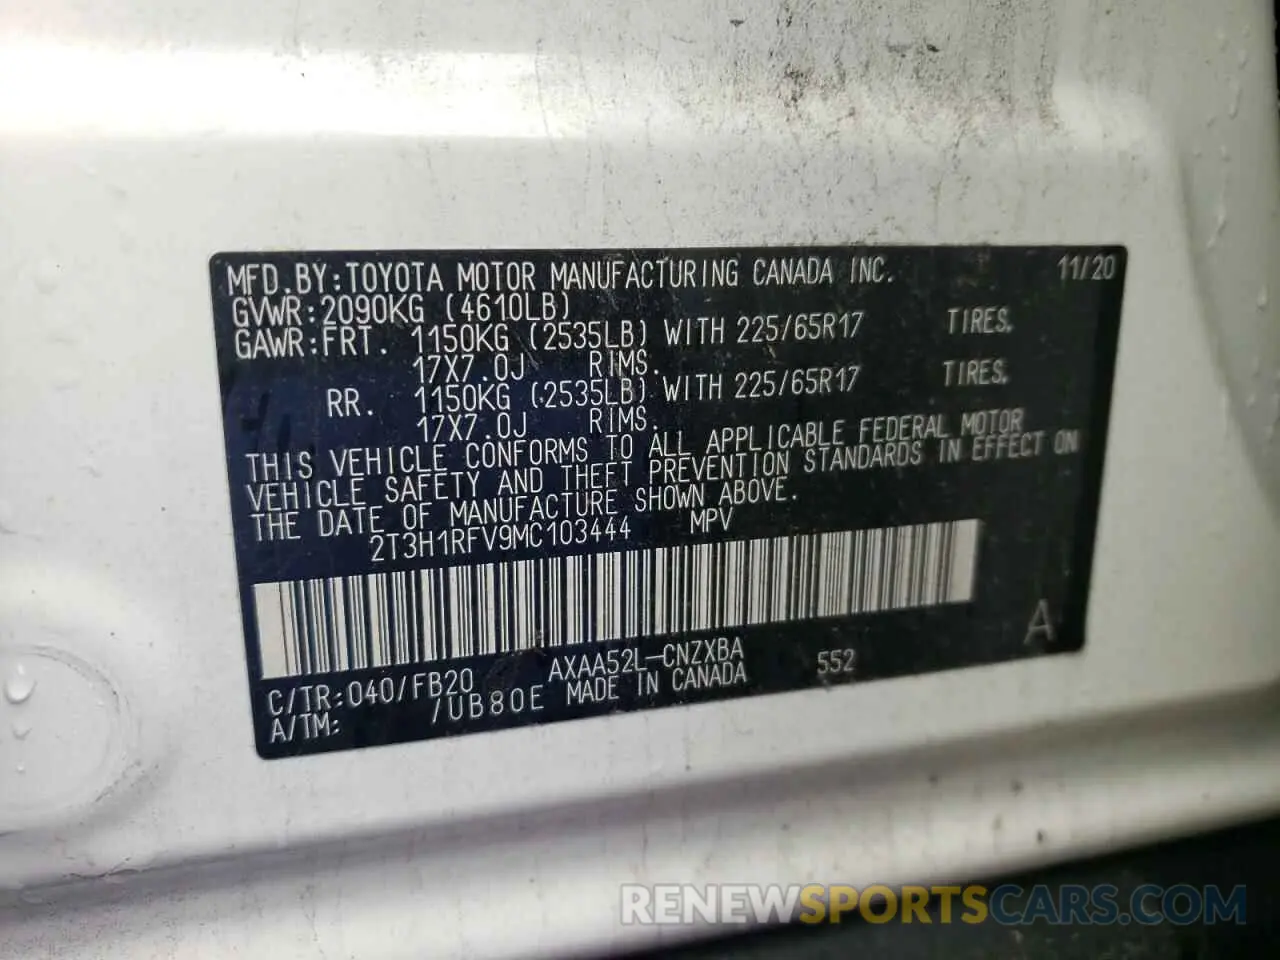 MFD.BY:TOYOTA MOTOR MANUFACTURING CANADA INC. 11/20
GVWR:2090KG (4610LB)
GAWR:FRT. 1150KG (2535LB) WITH 225/65R17 TIRES.
17X7.0J RIMS.
RR. 1150KG (2535LB) WITH 225/65R17 TIRES.
17X7.0J RIMS.
THIS VEHICLE CONFORMS TO ALL APPLICABLE FEDERAL MOTOR
VEHICLE SAFETY AND THEFT PREVENTION STANDARDS IN EFFECT ON
THE DATE OF MANUFACTURE SHOWN ABOVE.
2T3H1RFV9MC103444 MPV
A
C/TR:040/FB20 AXAA52L-CNZXBA 552
A/TM: /UB80E MADE IN CANADA
RENEWSPORTSCARS.COM